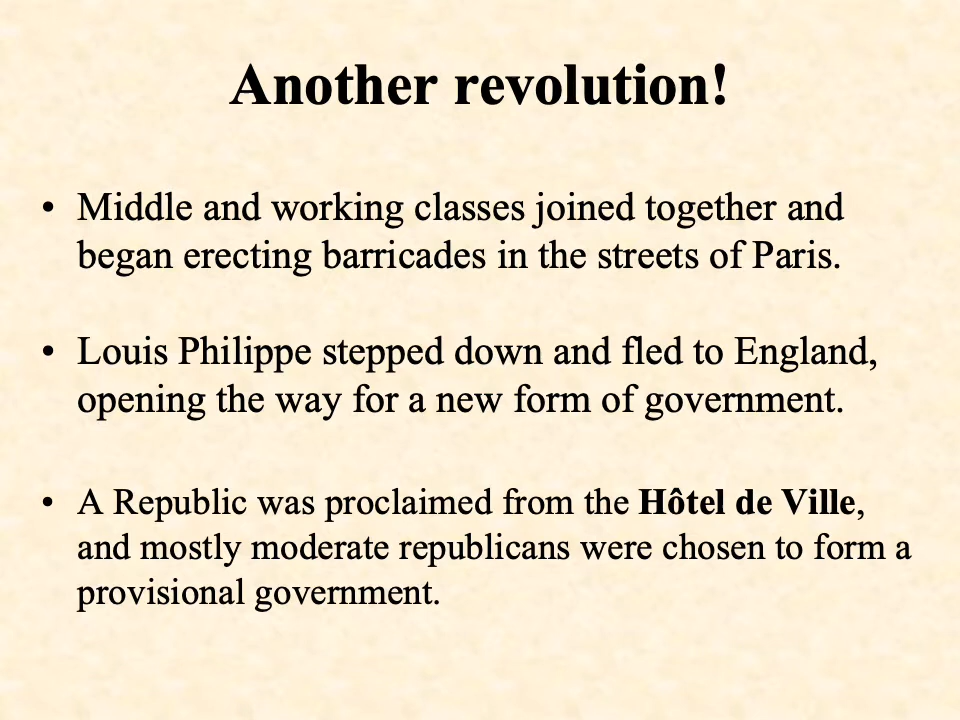 Another revolution!
• Middle and working classes joined together and
began erecting barricades in the streets of Paris.
• Louis Philippe stepped down and fled to England,
opening the way for a new form of government.
• A Republic was proclaimed from the Hôtel de Ville,
and mostly moderate republicans were chosen to form a
provisional government.